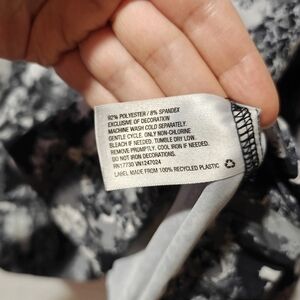 92% POLYESTER / 8% SPANDEX
EXCLUSIVE OF DECORATION
MACHINE WASH COLD SEPARATELY.
GENTLE CYCLE. ONLY NON-CHLORINE
BLEACH IF NEEDED. TUMBLE DRY LOW.
REMOVE PROMPTLY. COOL IRON IF NEEDED.
DO NOT IRON DECORATIONS.
RN17730 VN1247024
LABEL MADE FROM 100% RECYCLED PLASTIC